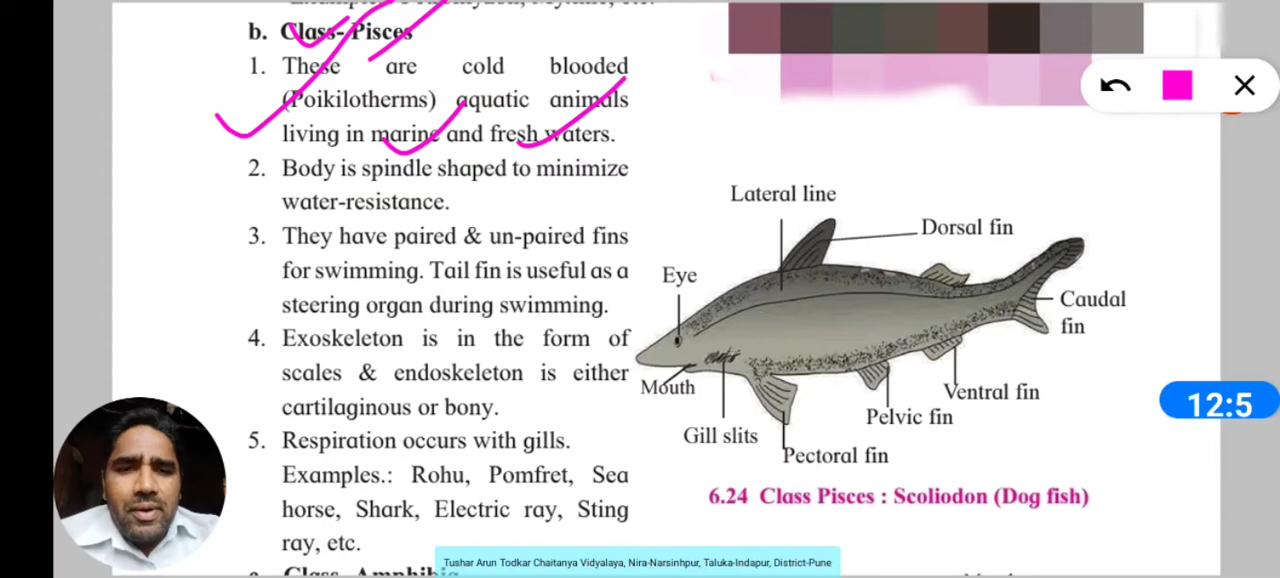 b. Class- Pisces
1. These are cold blooded
(Poikilotherms) aquatic animals
living in marine and fresh waters.
2. Body is spindle shaped to minimize
water-resistance.
3. They have paired & un-paired fins
for swimming. Tail fin is useful as a
steering organ during swimming.
4. Exoskeleton is in the form of
scales & endoskeleton is either
cartilaginous or bony.
5. Respiration occurs with gills.
Examples.: Rohu, Pomfret, Sea
horse, Shark, Electric ray, Sting
ray, etc.
Lateral line
Dorsal fin
Eye
Caudal
fin
Mouth
Ventral fin
Pelvic fin
Gill slits
Pectoral fin
6.24 Class Pisces : Scoliodon (Dog fish)
12:5
Tushar Arun Todkar Chaitanya Vidyalaya, Nira-Narsinhpur, Taluka-Indapur, District-Pune